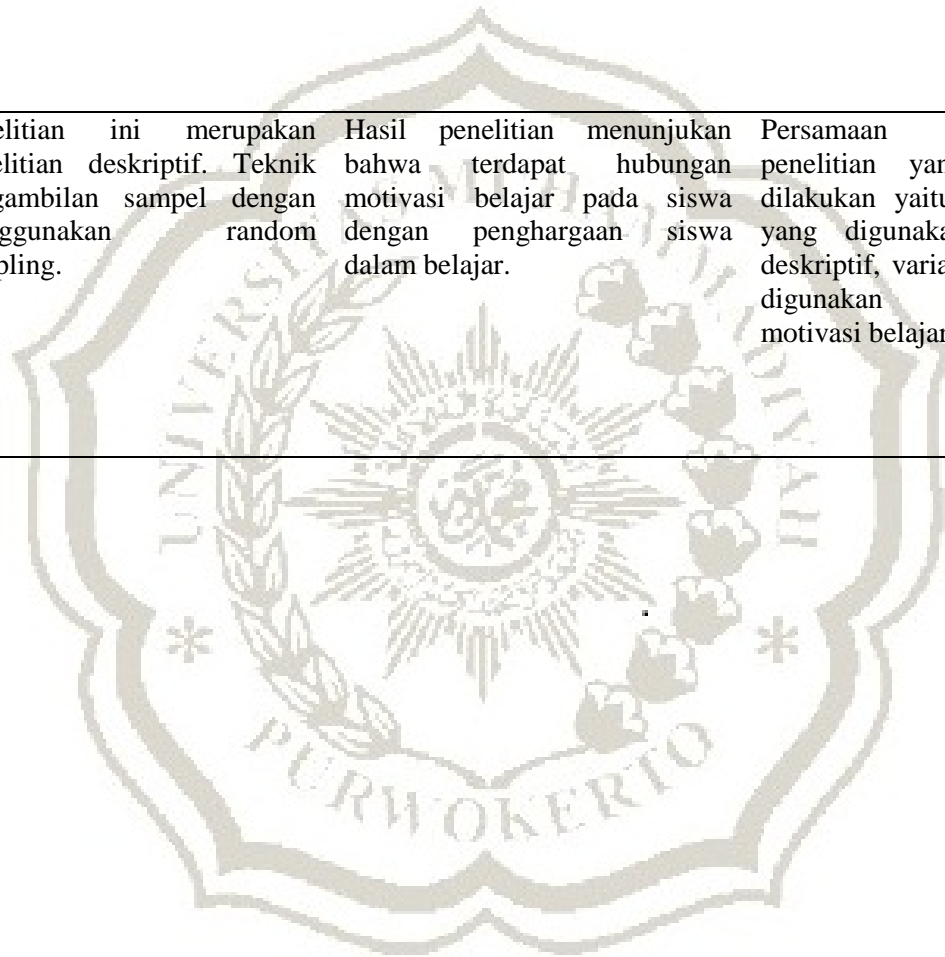 elitian ini merupakan
elitian deskriptif. Teknik
gambilan sampel dengan
ggunakan random
pling.
Hasil penelitian menunjukan
bahwa terdapat hubungan
motivasi belajar pada siswa
dengan penghargaan siswa
dalam belajar.
Persamaan
penelitian yan
dilakukan yaitu
yang digunaka
deskriptif, varia
digunakan
motivasi belajar
UNIVERSITAS MUHAMMADIYAH
PURWOKERTO